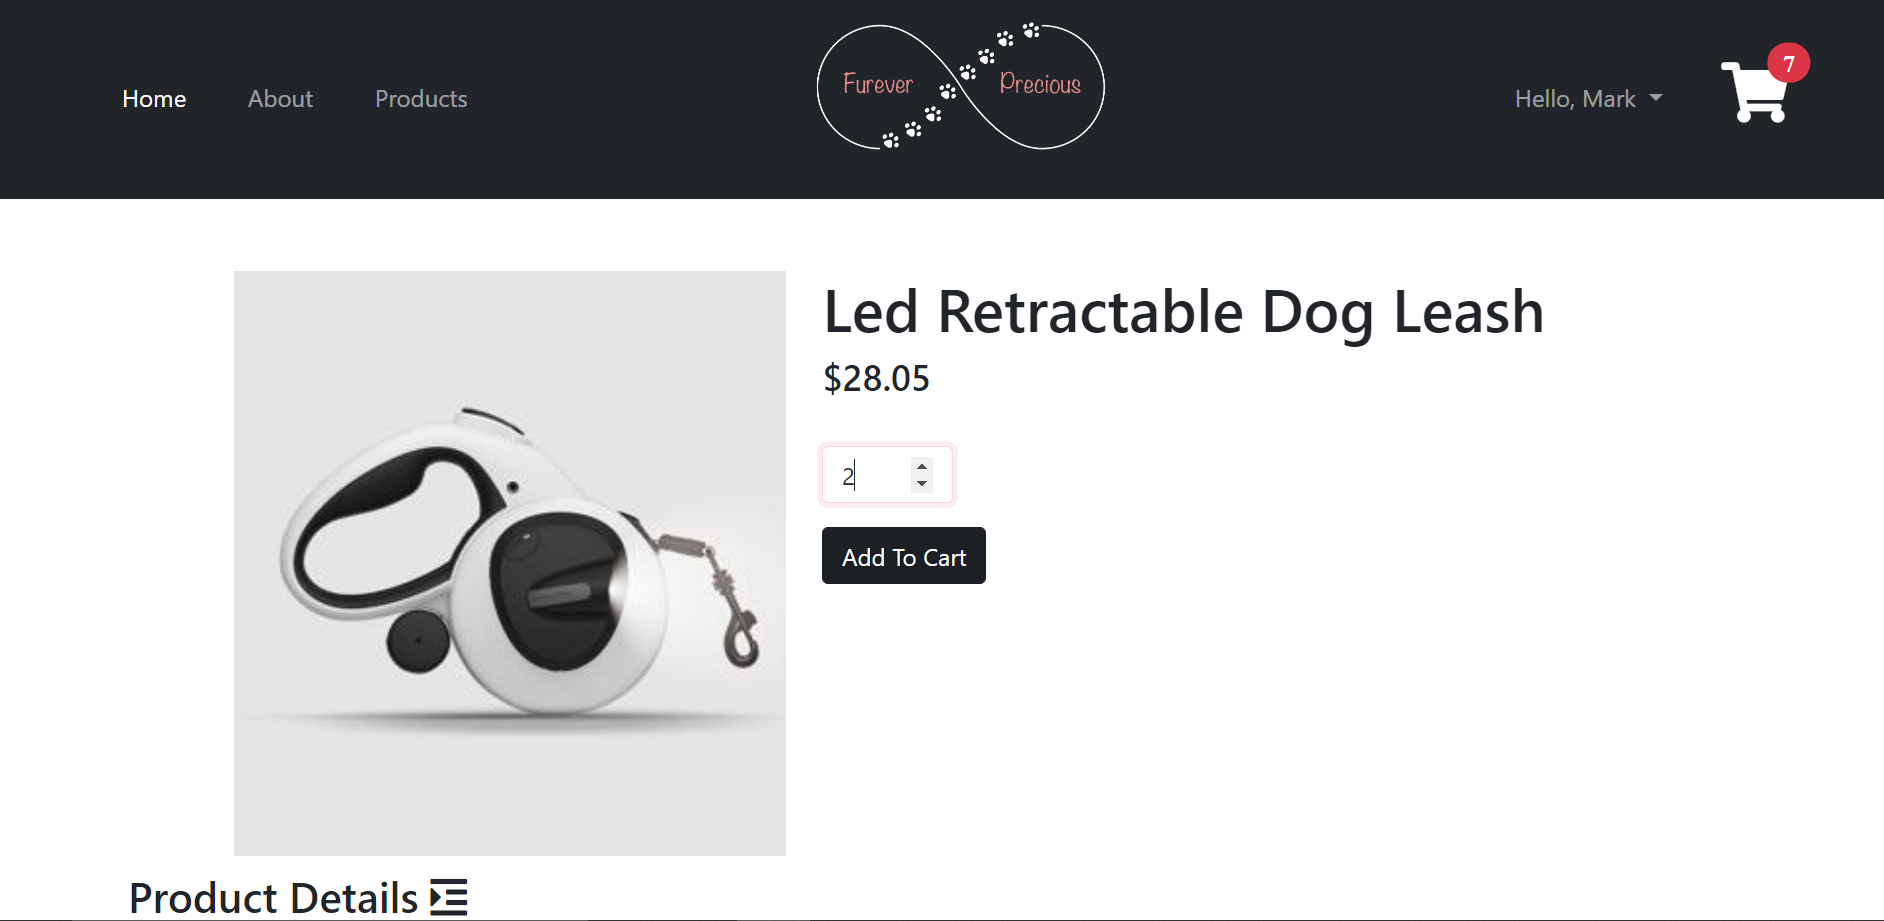 Home About Products
Furever Precious
Hello, Mark
7
Led Retractable Dog Leash
$28.05
2
Add To Cart
Product Details